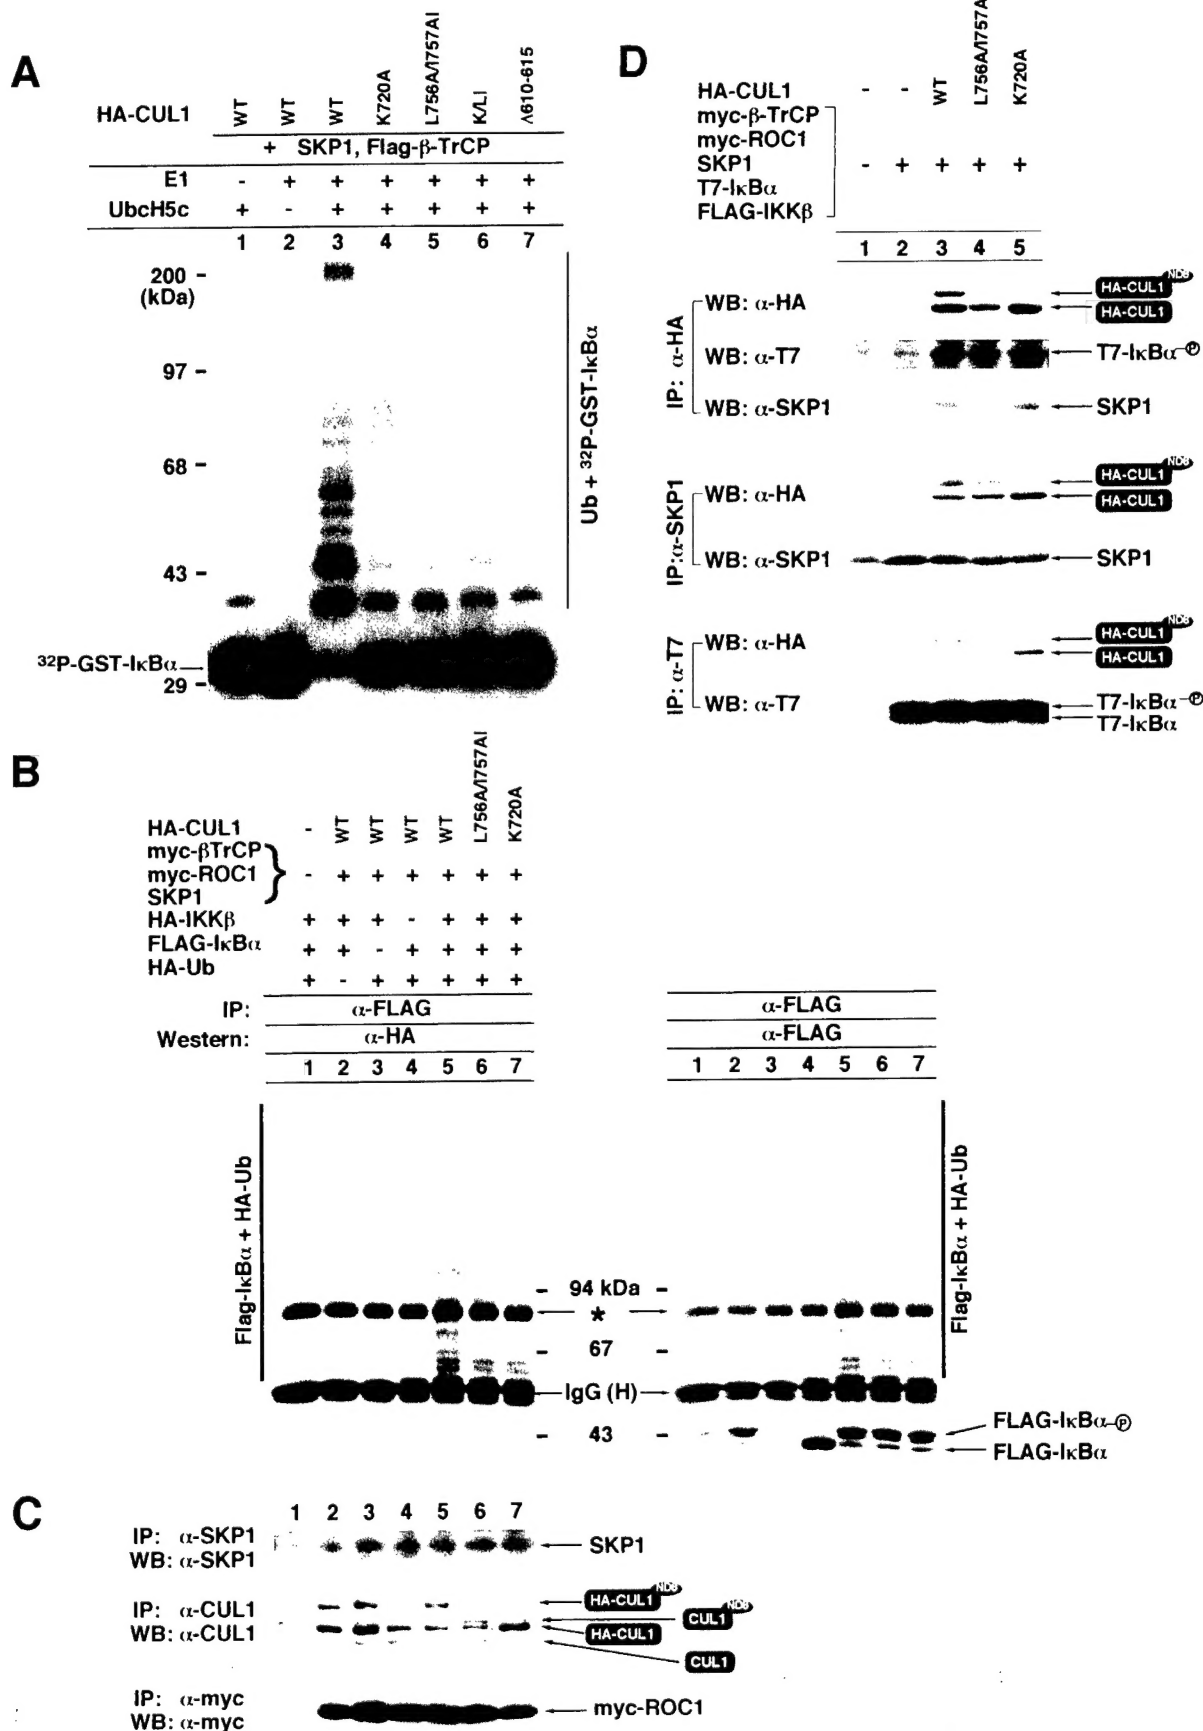 A
HA-CUL1
WT WT WT K720A L756A/I757AI K/LI Δ610-615
+ SKP1, Flag-β-TrCP
E1 - + + + + + +
UbcH5c + - + + + + +
1 2 3 4 5 6 7
200
(kDa)
97
68
43
³²P-GST-IκBα
29
Ub + ³²P-GST-IκBα
D
HA-CUL1 - - WT L756A/I757AI K720A
myc-β-TrCP
myc-ROC1
SKP1 - + + + +
T7-IκBα
FLAG-IKKβ
1 2 3 4 5
IP: α-HA
WB: α-HA
HA-CUL1 ND8
HA-CUL1
WB: α-T7
T7-IκBα-P
WB: α-SKP1
SKP1
IP:α-SKP1
WB: α-HA
HA-CUL1 ND8
HA-CUL1
WB: α-SKP1
SKP1
IP: α-T7
WB: α-HA
HA-CUL1 ND8
HA-CUL1
WB: α-T7
T7-IκBα-P
T7-IκBα
B
HA-CUL1 - WT WT WT WT L756A/I757AI K720A
myc-βTrCP
myc-ROC1 - + + + + + +
SKP1
HA-IKKβ + + + - + + +
FLAG-IκBα + + - + + + +
HA-Ub + - + + + + +
IP: α-FLAG
Western: α-HA
1 2 3 4 5 6 7
α-FLAG
α-FLAG
1 2 3 4 5 6 7
Flag-IκBα + HA-Ub
94 kDa
*
67
IgG (H)
43
Flag-IκBα + HA-Ub
FLAG-IκBα-P
FLAG-IκBα
C
1 2 3 4 5 6 7
IP: α-SKP1
WB: α-SKP1
SKP1
IP: α-CUL1
WB: α-CUL1
HA-CUL1 ND8
CUL1 ND8
HA-CUL1
CUL1
IP: α-myc
WB: α-myc
myc-ROC1